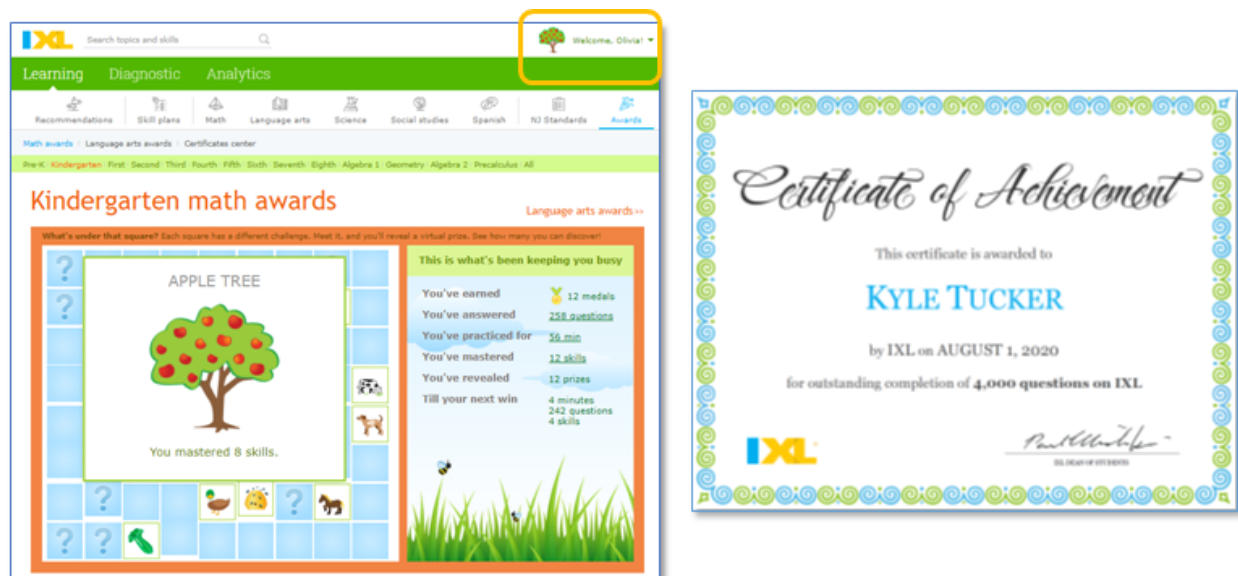 IXL Search topics and skills Welcome, Olivia!
Learning Diagnostic Analytics
Recommendations Skill plans Math Language arts Science Social studies Spanish NJ Standards Awards
Math awards Language arts awards Certificates center
Pre-K Kindergarten First Second Third Fourth Fifth Sixth Seventh Eighth Algebra 1 Geometry Algebra 2 Precalculus All
Kindergarten math awards
Language arts awards >>
What's under that square? Each square has a different challenge. Meet it, and you'll reveal a virtual prize. See how many you can discover!
? ? ? ? ? ?
APPLE TREE
You mastered 8 skills.
This is what's been keeping you busy
You've earned 12 medals
You've answered 258 questions
You've practiced for 56 min
You've mastered 12 skills
You've revealed 12 prizes
Till your next win 4 minutes
242 questions
4 skills
Certificate of Achievement
This certificate is awarded to
KYLE TUCKER
by IXL on AUGUST 1, 2020
for outstanding completion of 4,000 questions on IXL
IXL
IXL DEAN OF STUDENTS